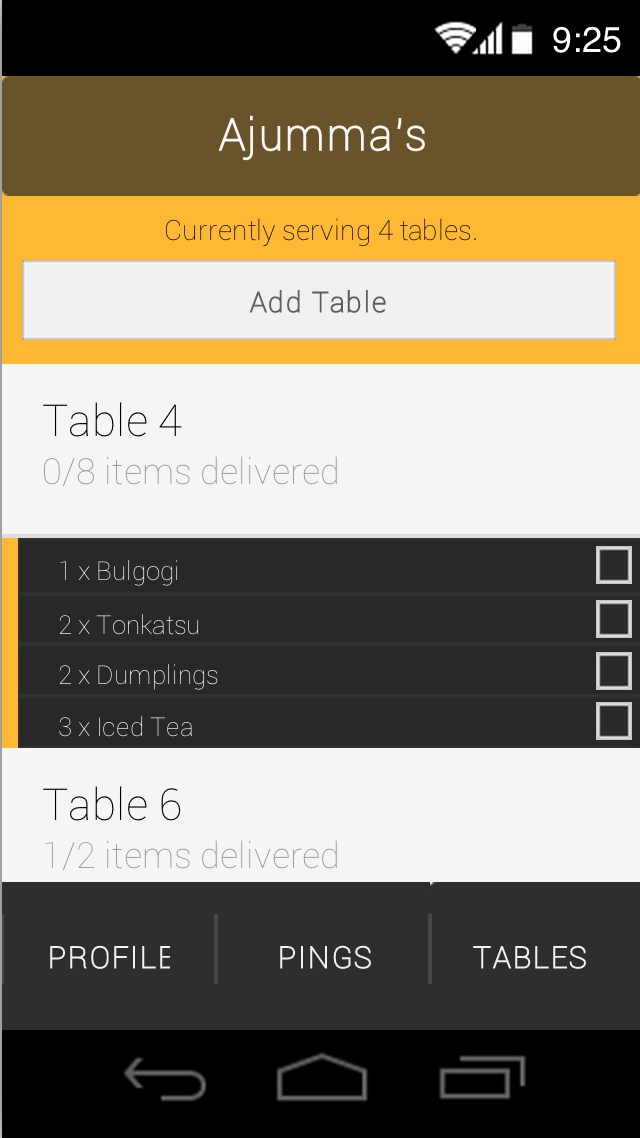 9:25
Ajumma's
Currently serving 4 tables.
Add Table
Table 4
0/8 items delivered
1 x Bulgogi
2 x Tonkatsu
2 x Dumplings
3 x Iced Tea
Table 6
1/2 items delivered
PROFILE PINGS TABLES